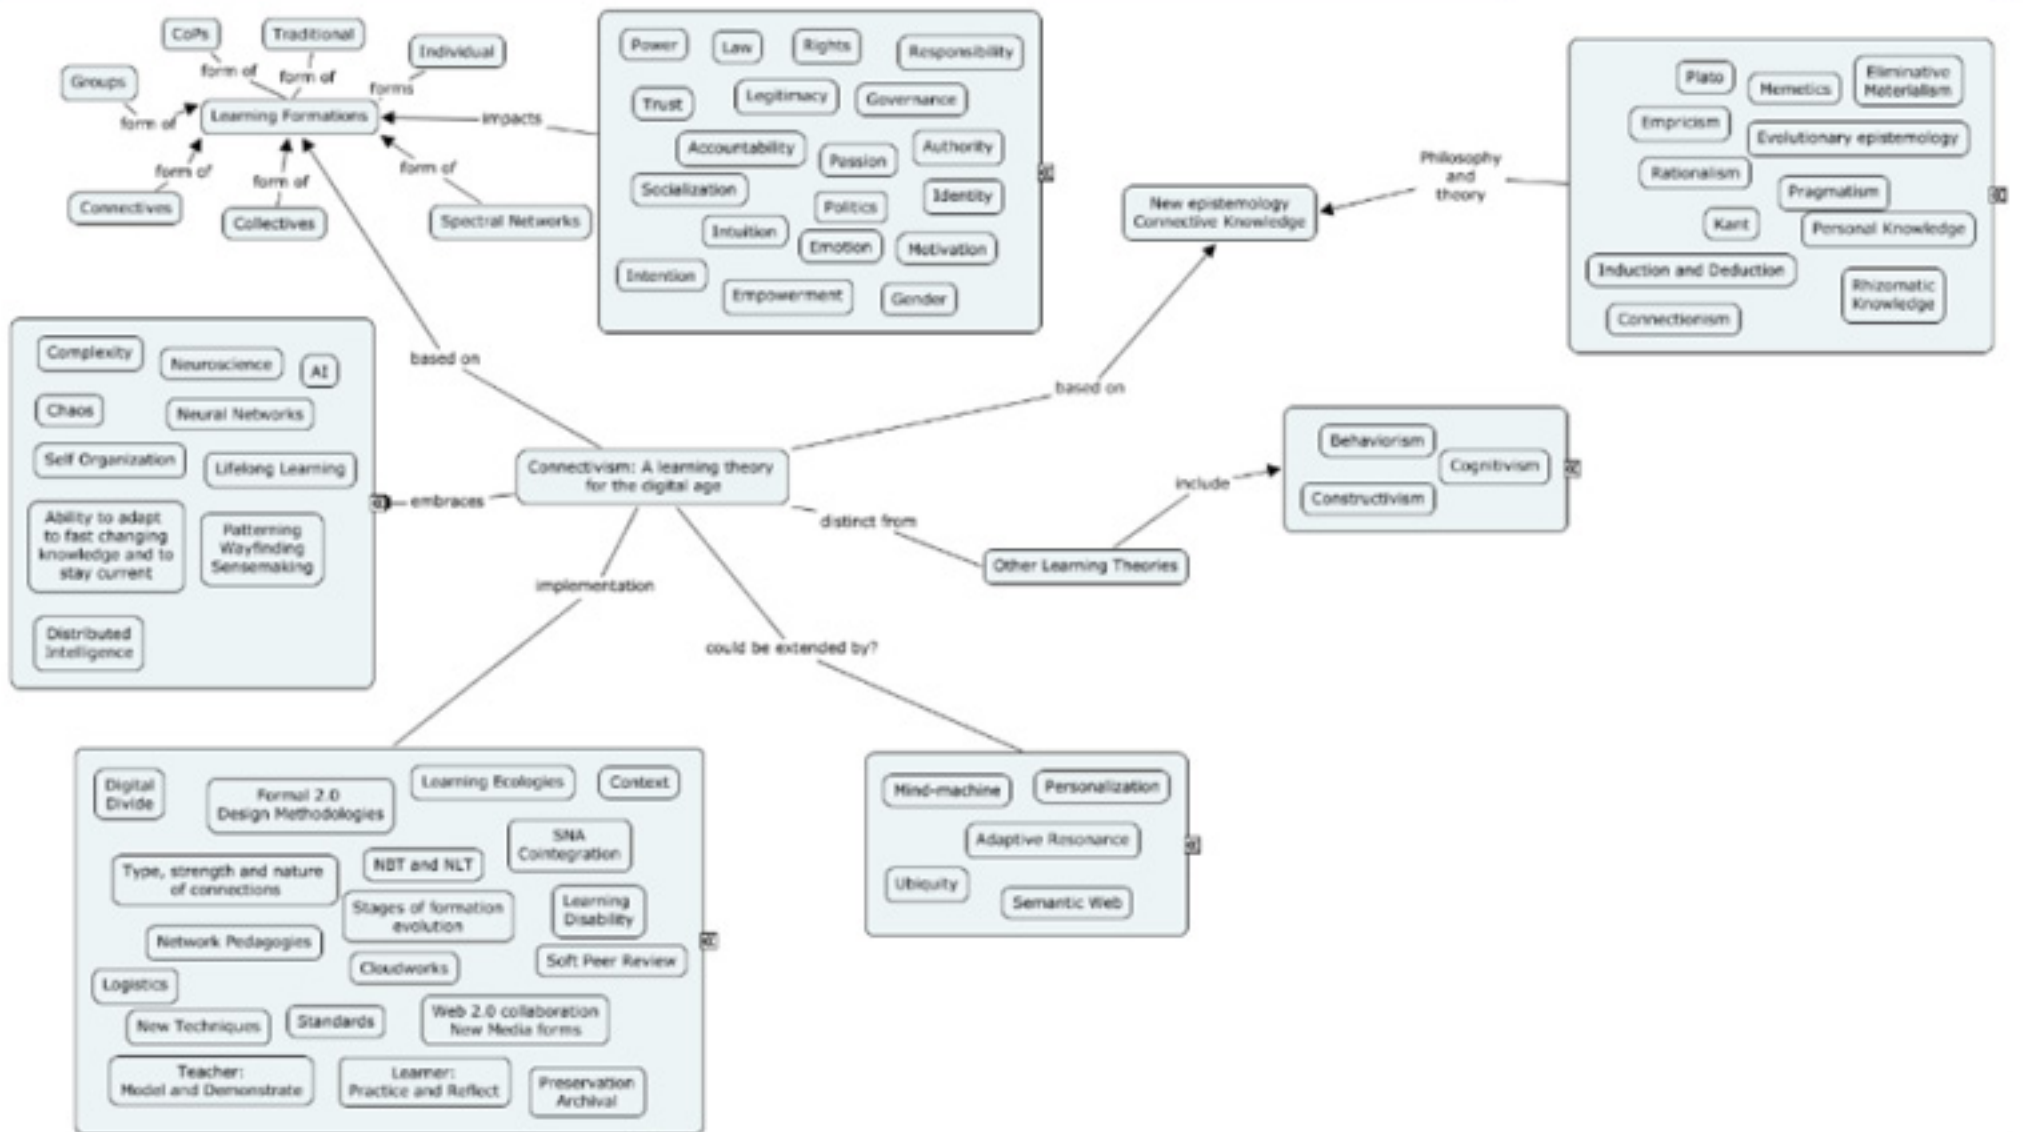 CoPs
Traditional
Individual
Groups
form of
form of
forms
Learning Formations
form of
form of
form of
form of
Connectives
Collectives
Spectral Networks
impacts
Power
Law
Rights
Responsibility
Trust
Legitimacy
Governance
Accountability
Passion
Authority
Socialization
Politics
Identity
Intuition
Emotion
Motivation
Intention
Empowerment
Gender
New epistemology
Connective Knowledge
Philosophy
and
theory
Plato
Memetics
Eliminative
Materialism
Empricism
Evolutionary epistemology
Rationalism
Pragmatism
Kant
Personal Knowledge
Induction and Deduction
Rhizomatic
Knowledge
Connectionism
based on
based on
Complexity
Neuroscience
AI
Chaos
Neural Networks
Self Organization
Lifelong Learning
Ability to adapt
to fast changing
knowledge and to
stay current
Patterning
Wayfinding
Sensemaking
Distributed
Intelligence
embraces
Connectivism: A learning theory
for the digital age
distinct from
Other Learning Theories
include
Behaviorism
Cognitivism
Constructivism
implementation
could be extended by?
Digital
Divide
Formal 2.0
Design Methodologies
Learning Ecologies
Context
SNA
Cointegration
Type, strength and nature
of connections
NBT and NLT
Stages of formation
evolution
Learning
Disability
Network Pedagogies
Cloudworks
Soft Peer Review
Logistics
New Techniques
Standards
Web 2.0 collaboration
New Media forms
Teacher:
Model and Demonstrate
Learner:
Practice and Reflect
Preservation
Archival
Mind-machine
Personalization
Adaptive Resonance
Ubiquity
Semantic Web